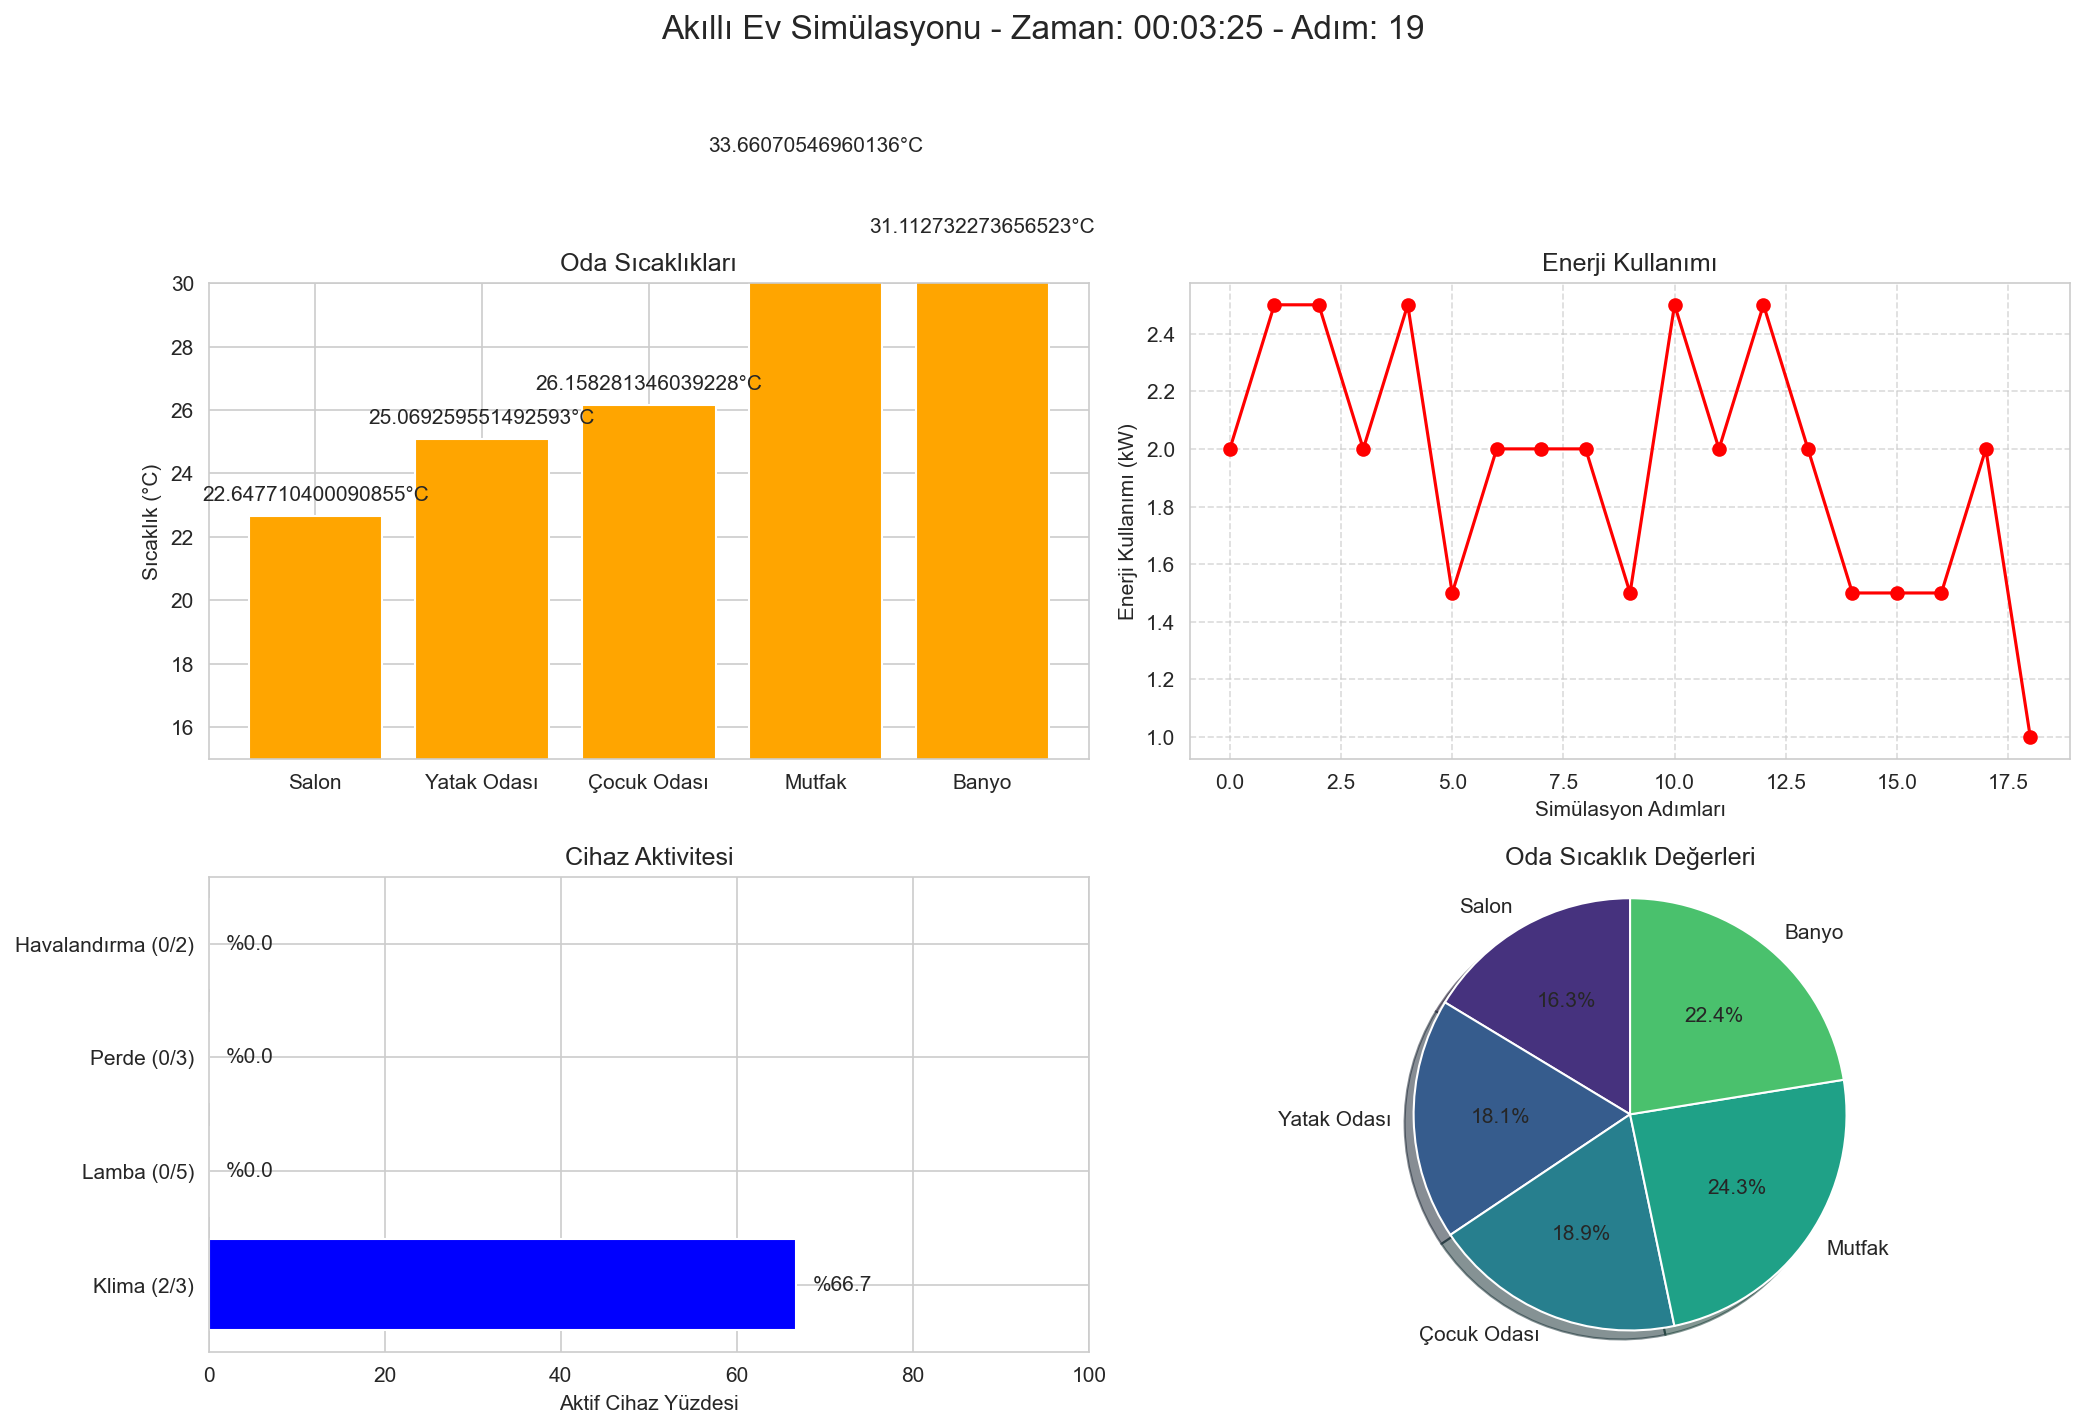 Akıllı Ev Simülasyonu - Zaman: 00:03:25 - Adım: 19
33.66070546960136°C
31.112732273656523°C
Oda Sıcaklıkları
26.158281346039228°C
25.069259551492593°C
22.647710400090855°C
Sıcaklık (°C)
30
28
26
24
22
20
18
16
Salon
Yatak Odası
Çocuk Odası
Mutfak
Banyo
Enerji Kullanımı
Enerji Kullanımı (kW)
2.4
2.2
2.0
1.8
1.6
1.4
1.2
1.0
0.0
2.5
5.0
7.5
10.0
12.5
15.0
17.5
Simülasyon Adımları
Cihaz Aktivitesi
Havalandırma (0/2)
%0.0
Perde (0/3)
%0.0
Lamba (0/5)
%0.0
Klima (2/3)
%66.7
0
20
40
60
80
100
Aktif Cihaz Yüzdesi
Oda Sıcaklık Değerleri
Salon
16.3%
Banyo
22.4%
Yatak Odası
18.1%
Mutfak
24.3%
Çocuk Odası
18.9%